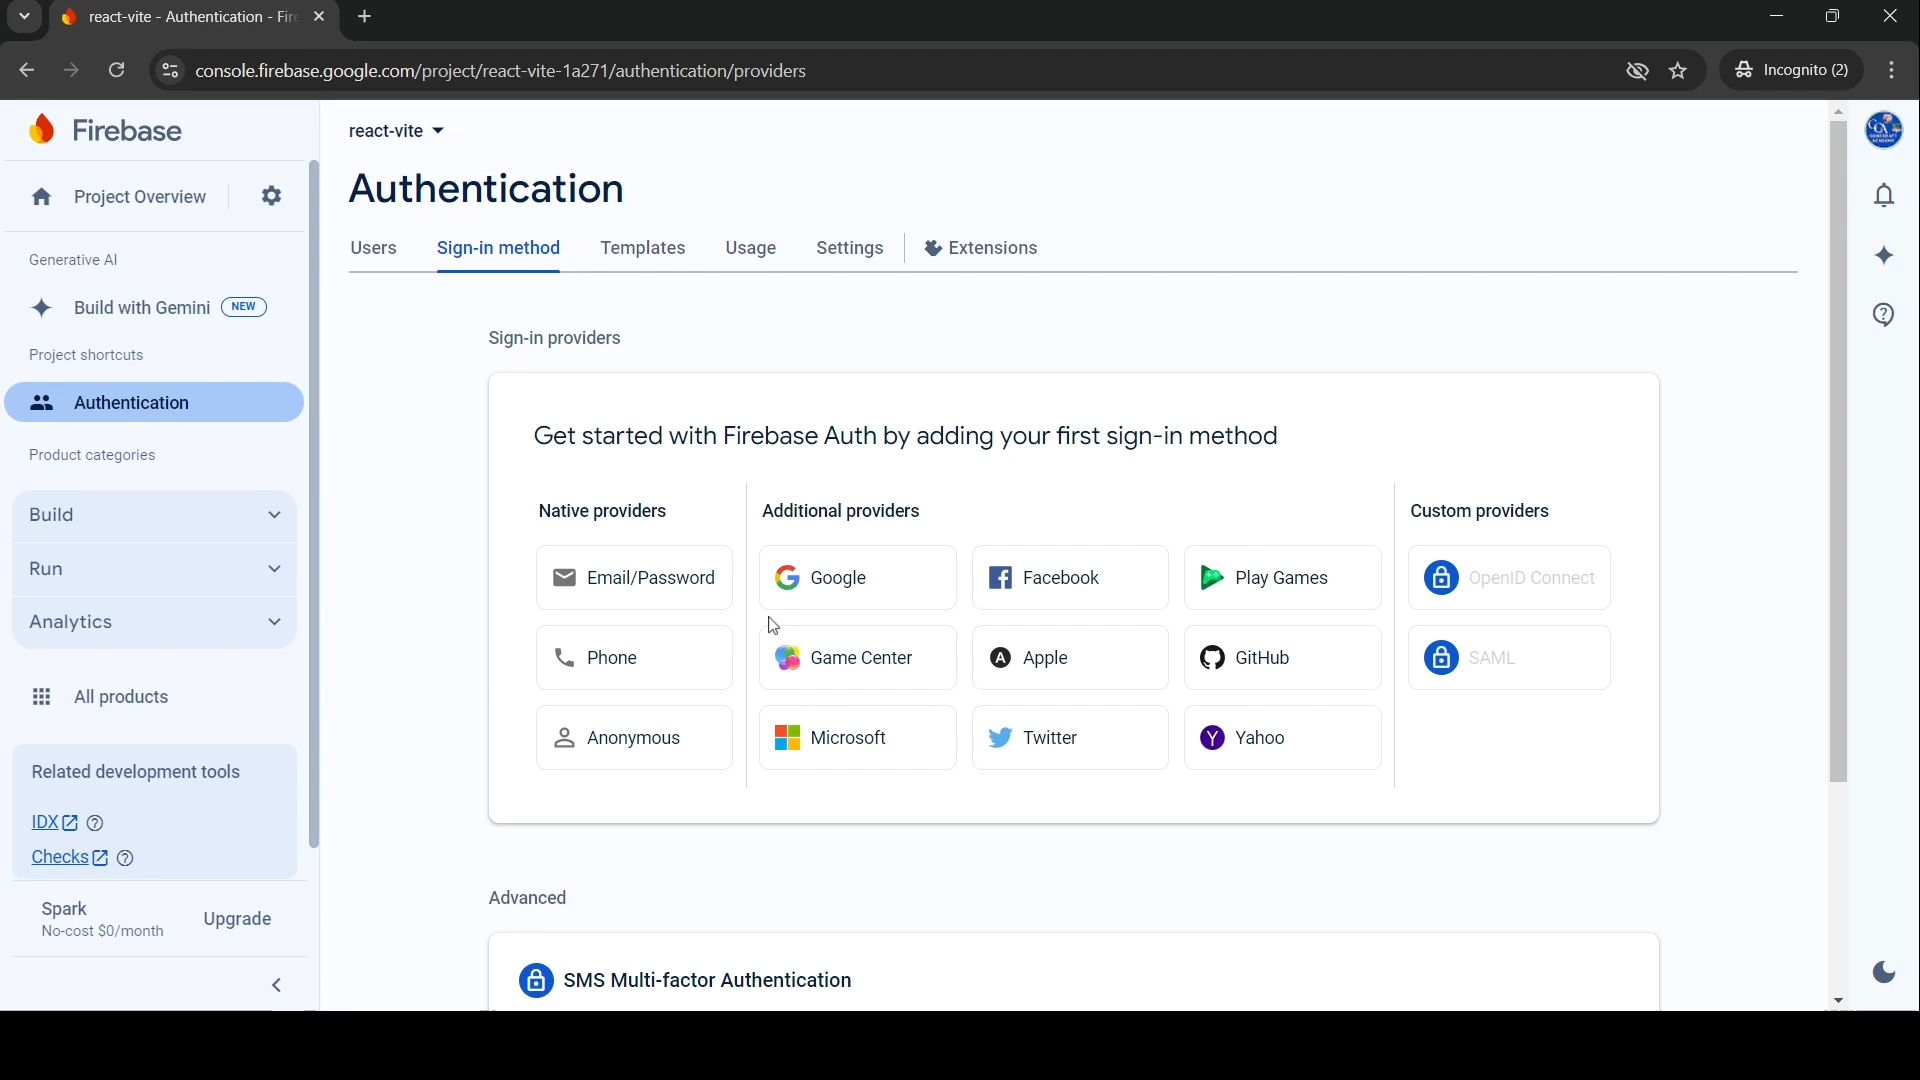 react-vite - Authentication - Fire
console.firebase.google.com/project/react-vite-1a271/authentication/providers
Incognito (2)
Firebase
Project Overview
Generative AI
Build with Gemini NEW
Project shortcuts
Authentication
Product categories
Build
Run
Analytics
All products
Related development tools
IDX
Checks
Spark
No-cost $0/month
Upgrade
react-vite
Authentication
Users Sign-in method Templates Usage Settings Extensions
Sign-in providers
Get started with Firebase Auth by adding your first sign-in method
Native providers Additional providers Custom providers
Email/Password Google Facebook Play Games OpenID Connect
Phone Game Center Apple GitHub SAML
Anonymous Microsoft Twitter Yahoo
Advanced
SMS Multi-factor Authentication